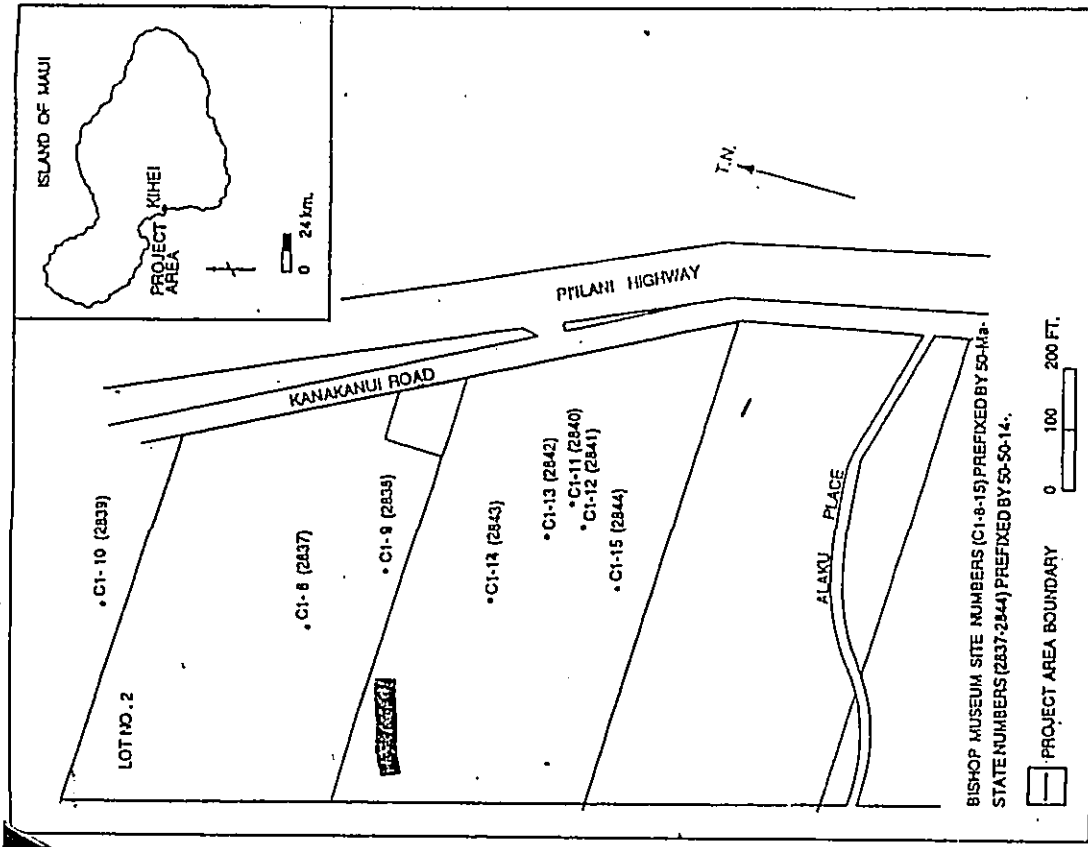 ISLAND OF MAUI
PROJECT
AREA
KIHEI
0 24 km.
T.N.
PIILANI HIGHWAY
KANAKANUI ROAD
C1-10 (2839)
LOT NO. 2
C1-8 (2837)
C1-9 (2838)
C1-14 (2843)
C1-13 (2842)
C1-11 (2840)
C1-12 (2841)
C1-15 (2844)
ALAKU PLACE
BISHOP MUSEUM SITE NUMBERS (C1-8-15) PREFIXED BY 50-Ma-
STATE NUMBERS (2837-2844) PREFIXED BY 50-50-14-.
PROJECT AREA BOUNDARY
0 100 200 FT.